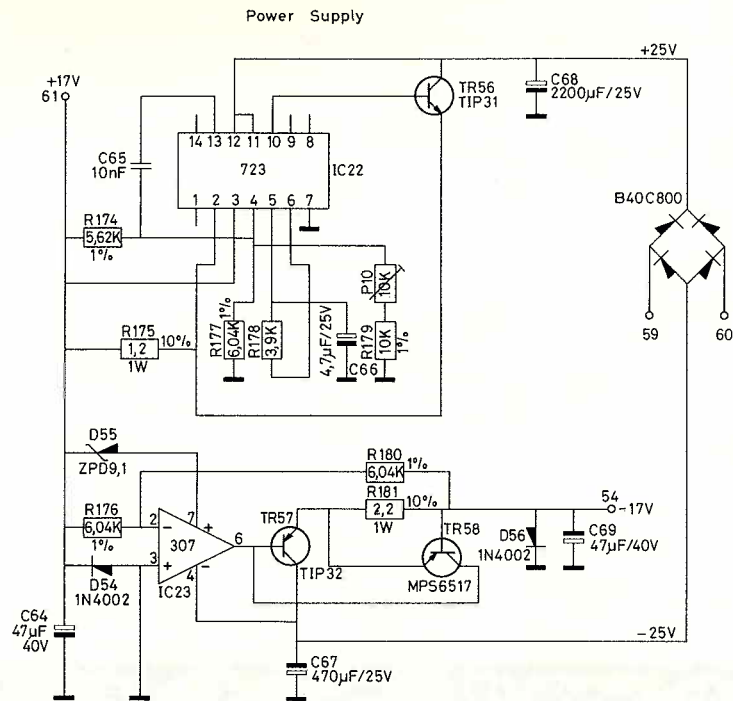 Power Supply
+25V
+17V
61
TR56
TIP31
C68
2200µF/25V
14 13 12 11 10 9 8
C65
10nF
723
IC22
1 2 3 4 5 6 7
B40C800
R174
5,62K
1%
P10
10K
R177
6,04K
1%
R178
3,9K
4,7µF/25V
C66
R179
10K
1%
59
60
R175
1,2
10%
1W
D55
ZPD9,1
R180
6,04K
1%
R181
2,2
10%
1W
54
-17V
R176
6,04K
1%
2
-
7
+
307
6
3
+
4
-
IC23
TR57
TIP32
TR58
MPS6517
D56
1N4002
C69
47µF/40V
D54
1N4002
C64
47µF
40V
-25V
C67
470µF/25V